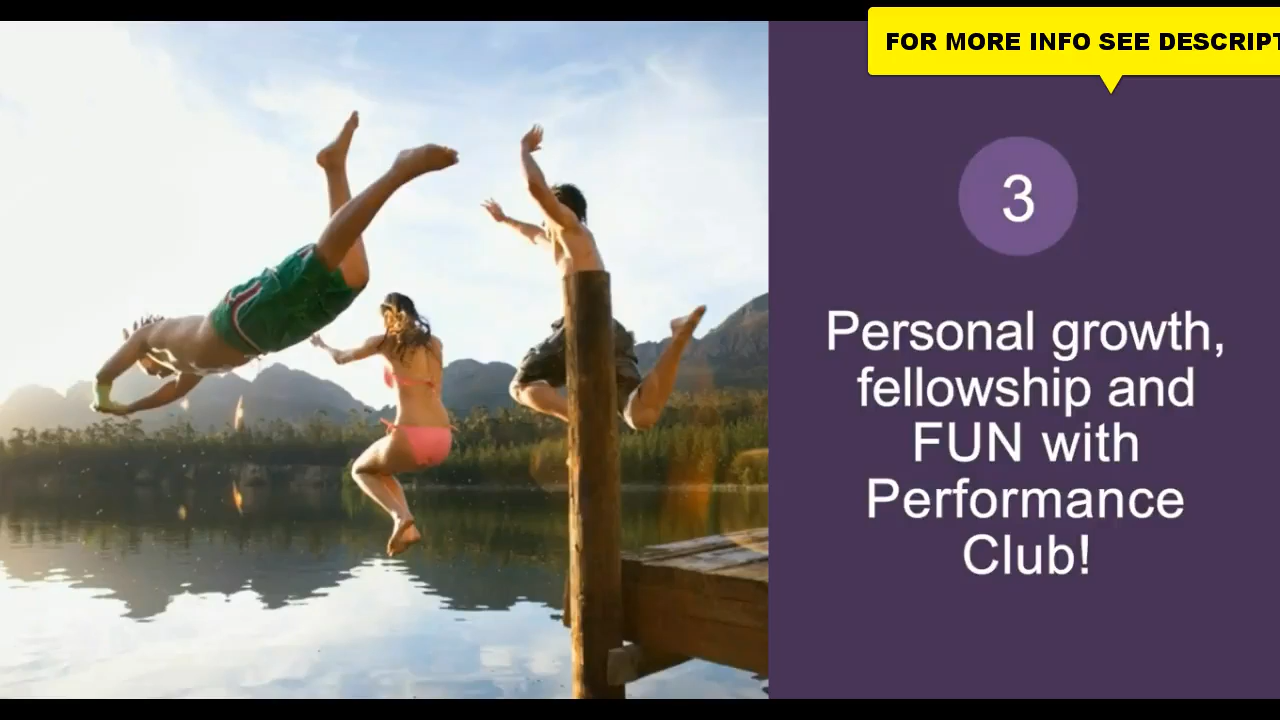 FOR MORE INFO SEE DESCRIPT
3
Personal growth,
fellowship and
FUN with
Performance
Club!